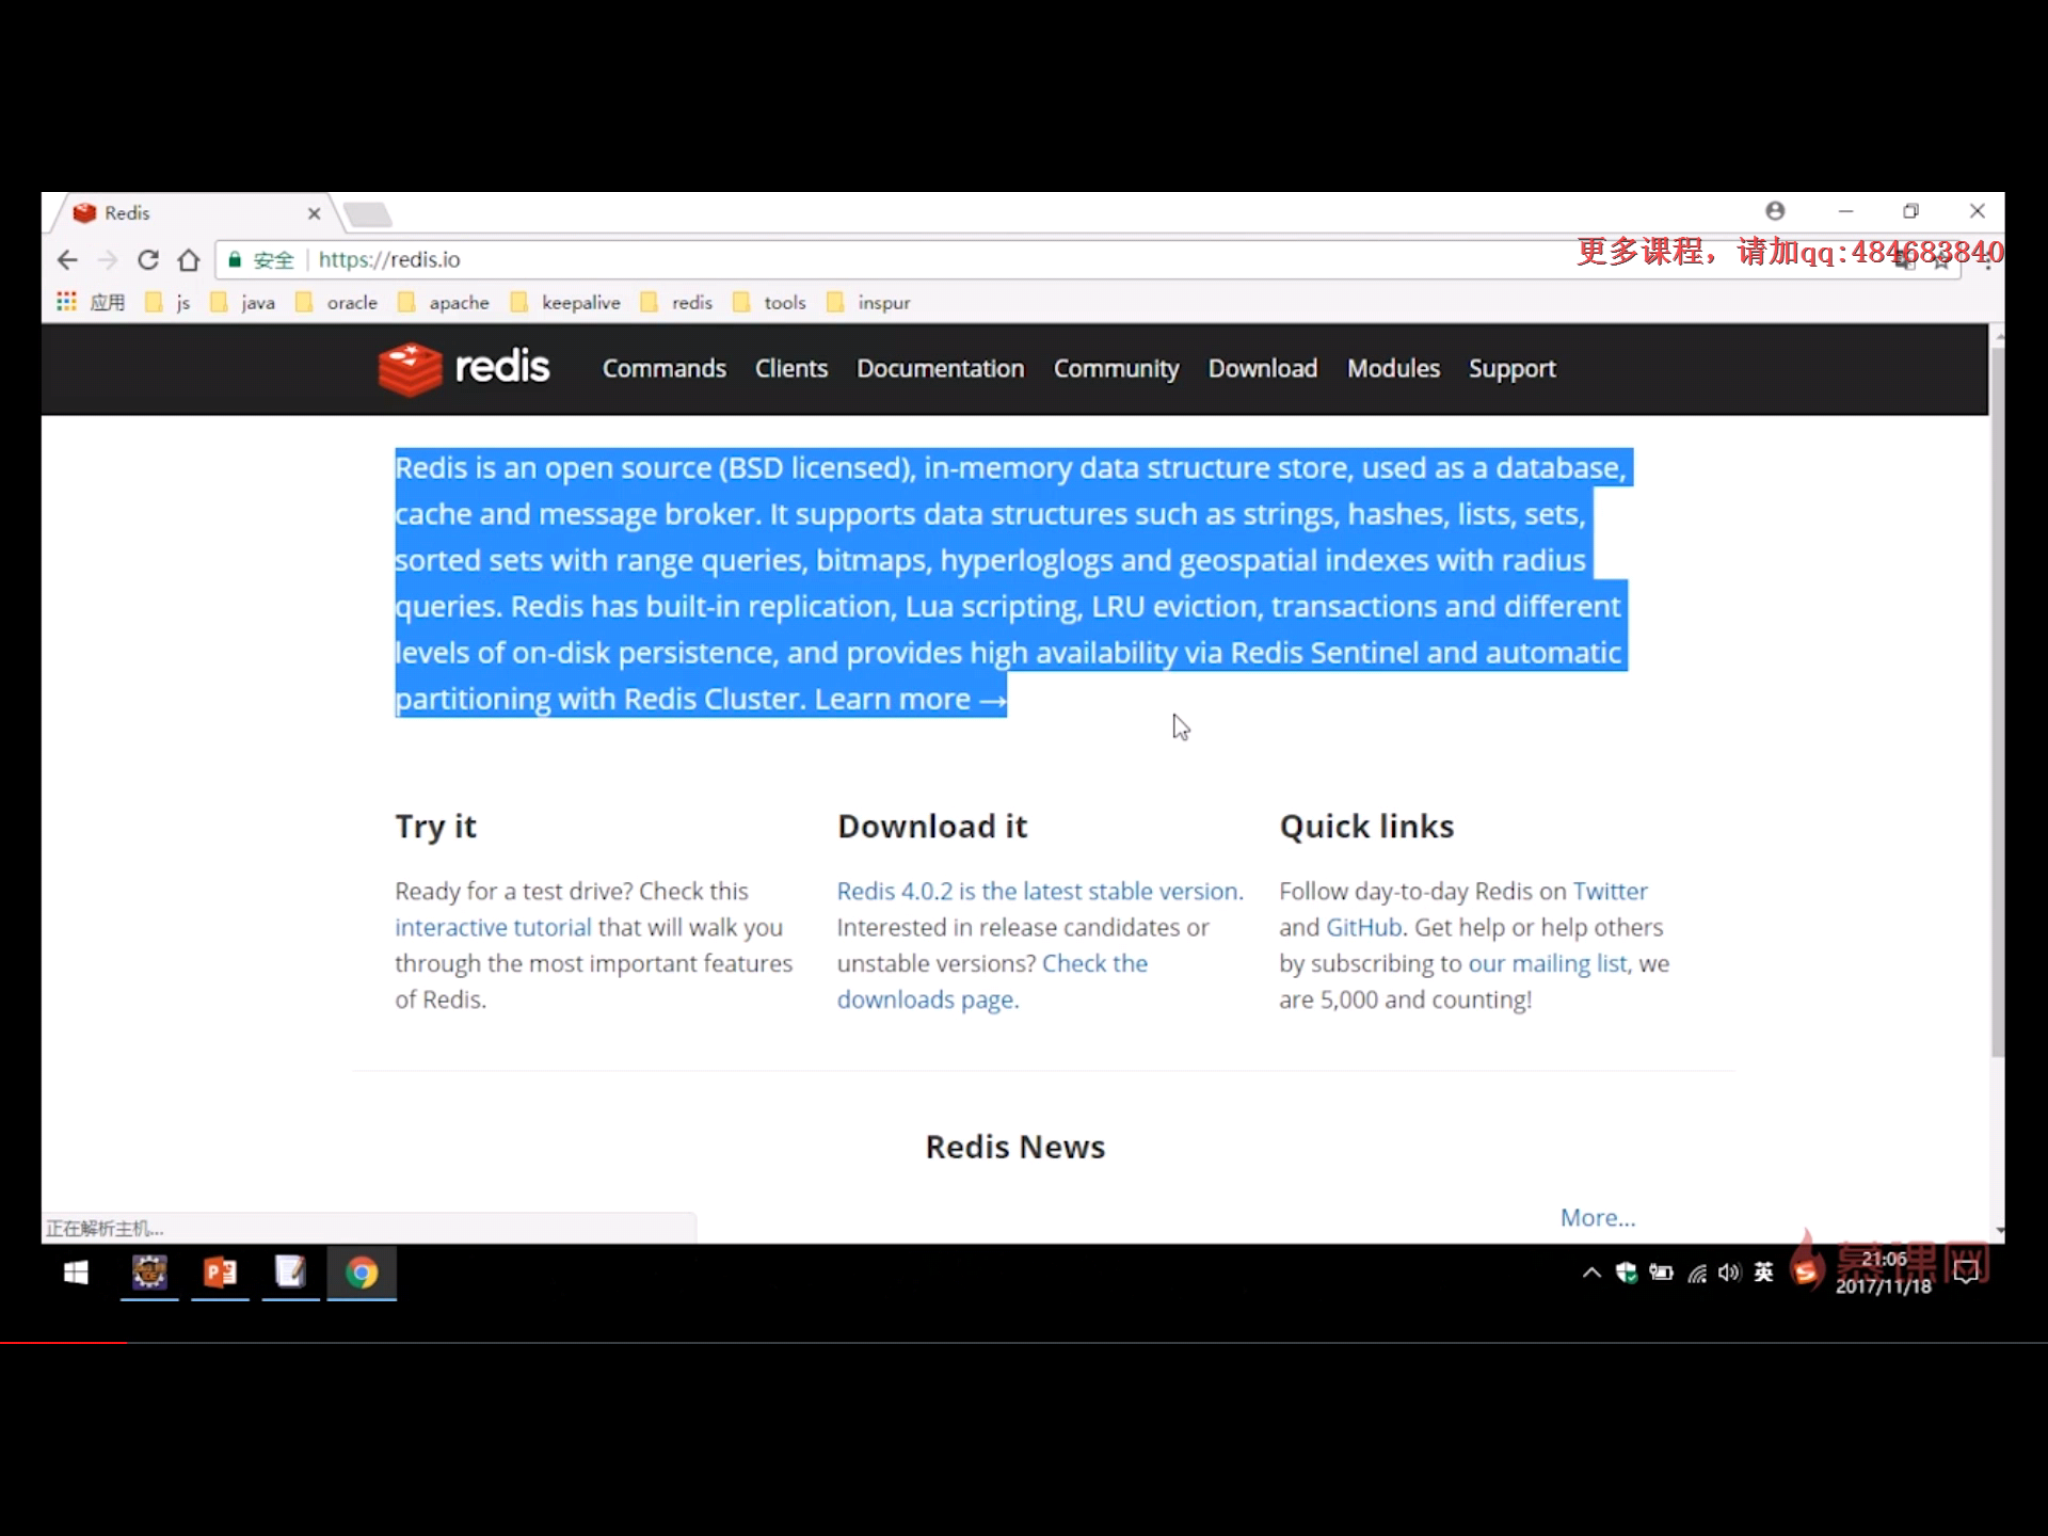 Redis
更多课程，请加qq:484683840
安全 https://redis.io
应用 js java oracle apache keepalive redis tools inspur
redis Commands Clients Documentation Community Download Modules Support
Redis is an open source (BSD licensed), in-memory data structure store, used as a database,
cache and message broker. It supports data structures such as strings, hashes, lists, sets,
sorted sets with range queries, bitmaps, hyperloglogs and geospatial indexes with radius
queries. Redis has built-in replication, Lua scripting, LRU eviction, transactions and different
levels of on-disk persistence, and provides high availability via Redis Sentinel and automatic
partitioning with Redis Cluster. Learn more →
Try it
Ready for a test drive? Check this
interactive tutorial that will walk you
through the most important features
of Redis.
Download it
Redis 4.0.2 is the latest stable version.
Interested in release candidates or
unstable versions? Check the
downloads page.
Quick links
Follow day-to-day Redis on Twitter
and GitHub. Get help or help others
by subscribing to our mailing list, we
are 5,000 and counting!
Redis News
More...
正在解析主机...
英
慕课网
21:06
2017/11/18